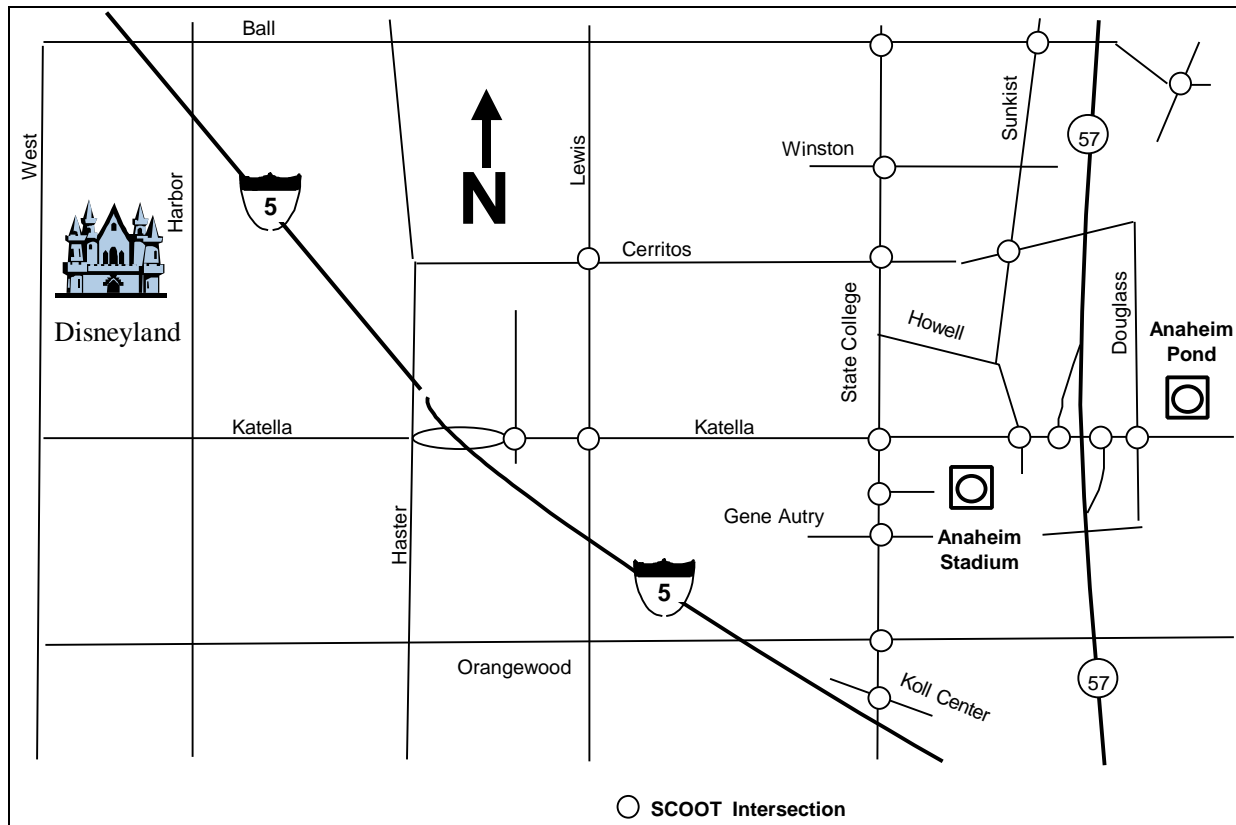 Ball
West
Harbor
5
N
Lewis
Winston
Sunkist
57
Cerritos
Disneyland
State College
Howell
Douglass
Anaheim
Pond
Katella
Katella
Haster
Gene Autry
Anaheim
Stadium
5
Orangewood
Koll Center
57
SCOOT Intersection